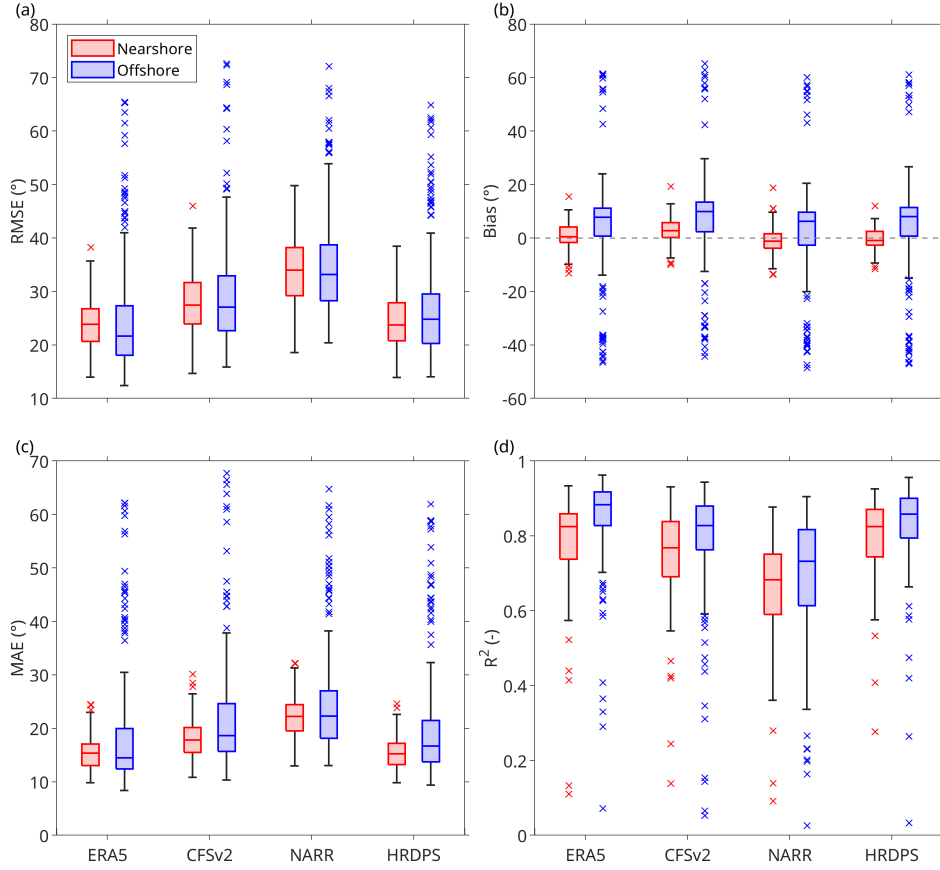 (a)
80
70
60
50
40
30
20
10
RMSE (°)
Nearshore
Offshore
(b)
80
60
40
20
0
-20
-40
-60
Bias (°)
(c)
70
60
50
40
30
20
10
0
MAE (°)
ERA5 CFSv2 NARR HRDPS
(d)
1
0.8
0.6
0.4
0.2
0
R² (-)
ERA5 CFSv2 NARR HRDPS